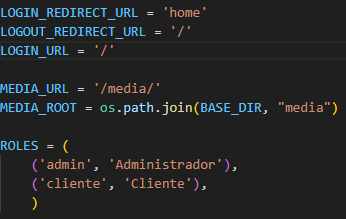 LOGIN_REDIRECT_URL = 'home'
LOGOUT_REDIRECT_URL = '/'
LOGIN_URL = '/'
MEDIA_URL = '/media/'
MEDIA_ROOT = os.path.join(BASE_DIR, "media")
ROLES = (
    ('admin', 'Administrador'),
    ('cliente', 'Cliente'),
    )